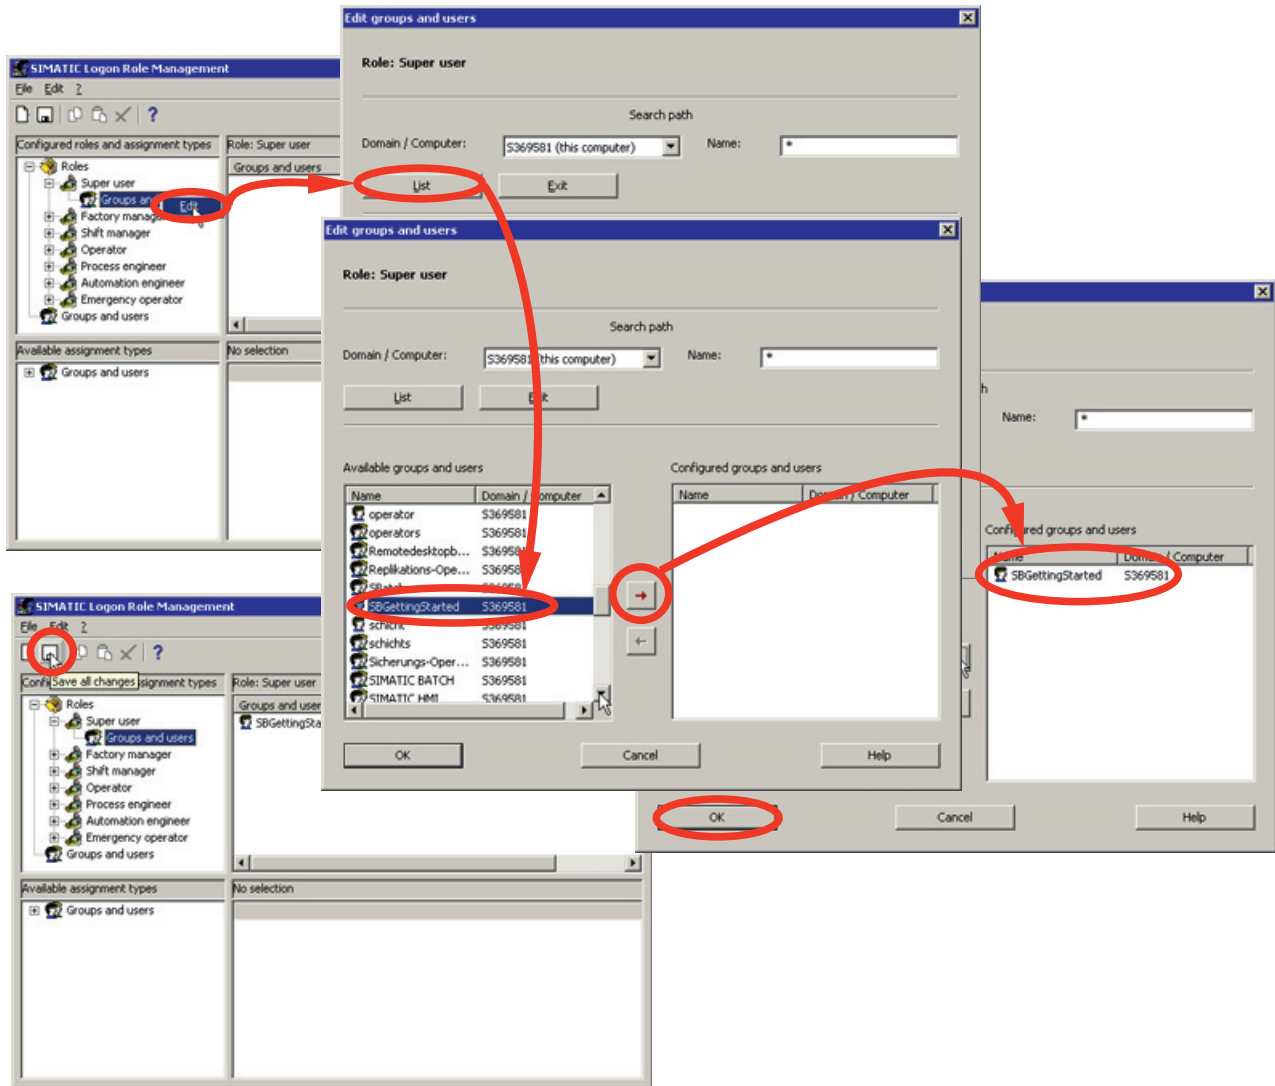 SIMATIC Logon Role Management
File Edit ?
Configured roles and assignment types
Role: Super user
Roles
Groups and users
Super user
Edit
Factory
Shift manager
Operator
Process engineer
Automation engineer
Emergency operator
Groups and users
Available assignment types
No selection
Groups and users
Edit groups and users
Role: Super user
Search path
Domain / Computer:
S369581 (this computer)
Name:
*
List
Exit
Edit groups and users
Role: Super user
Search path
Domain / Computer:
S369581 (this computer)
Name:
*
List
Available groups and users
Configured groups and users
Name Domain / Computer
operator S369581
operators S369581
Remotedesktopb... S369581
Replikations-Ope...
SBGettingStarted S369581
schicht S369581
schichts S369581
Sicherungs-Oper... S369581
SIMATIC BATCH S369581
SIMATIC HMI S369581
Name Domain / Computer
OK
Cancel
Help
Name:
*
Configured groups and users
Name Domain / Computer
SBGettingStarted S369581
OK
Cancel
Help
SIMATIC Logon Role Management
File Edit ?
Save all changes
Role: Super user
Roles
Super user
Groups and users
Factory manager
Shift manager
Operator
Process engineer
Automation engineer
Emergency operator
Groups and users
Available assignment types
No selection
Groups and users